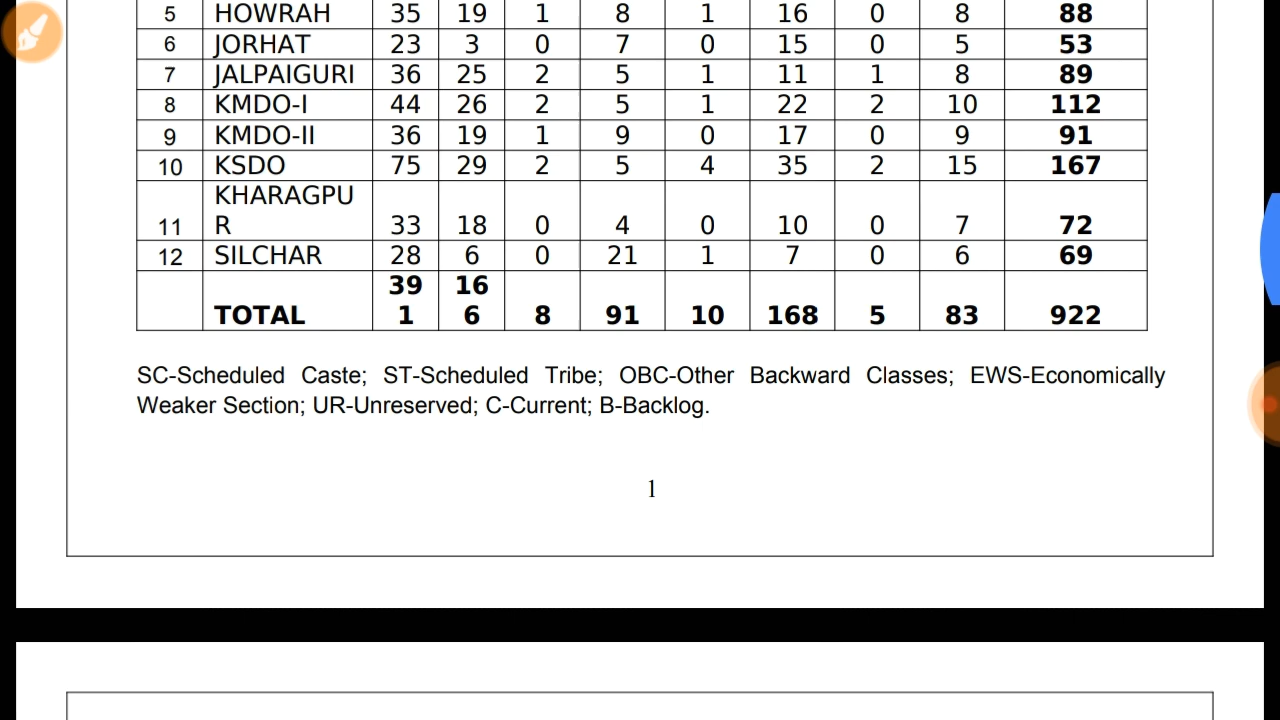 5 HOWRAH 35 19 1 8 1 16 0 8 88
6 JORHAT 23 3 0 7 0 15 0 5 53
7 JALPAIGURI 36 25 2 5 1 11 1 8 89
8 KMDO-I 44 26 2 5 1 22 2 10 112
9 KMDO-II 36 19 1 9 0 17 0 9 91
10 KSDO 75 29 2 5 4 35 2 15 167
KHARAGPU
11 R 33 18 0 4 0 10 0 7 72
12 SILCHAR 28 6 0 21 1 7 0 6 69
39 16
TOTAL 1 6 8 91 10 168 5 83 922
SC-Scheduled Caste; ST-Scheduled Tribe; OBC-Other Backward Classes; EWS-Economically
Weaker Section; UR-Unreserved; C-Current; B-Backlog.
1